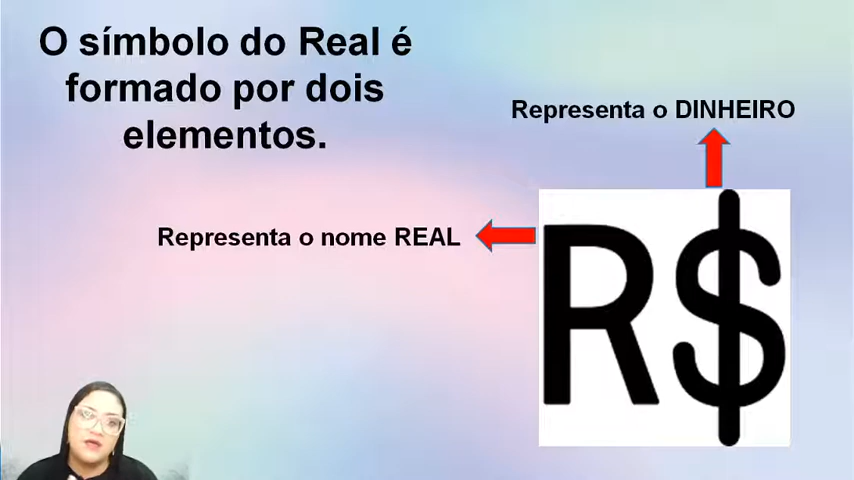 O símbolo do Real é
formado por dois
elementos.
Representa o DINHEIRO
Representa o nome REAL
R$